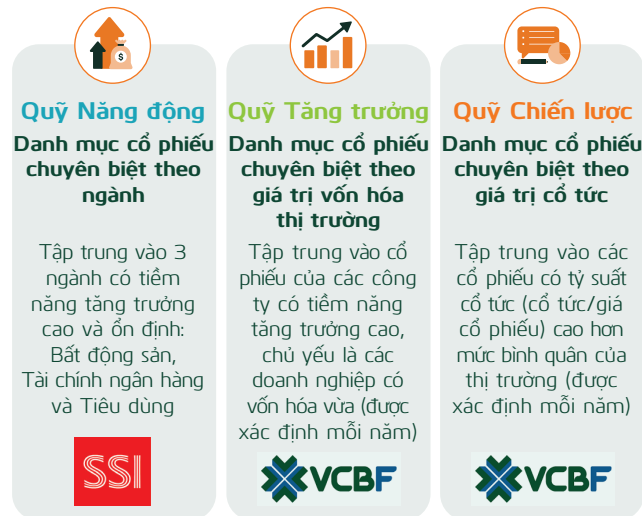 Quỹ Năng động
Danh mục cổ phiếu
chuyên biệt theo
ngành
Tập trung vào 3
ngành có tiềm
năng tăng trưởng
cao và ổn định:
Bất động sản,
Tài chính ngân hàng
và Tiêu dùng
SSI
Quỹ Tăng trưởng
Danh mục cổ phiếu
chuyên biệt theo
giá trị vốn hóa
thị trường
Tập trung vào cổ
phiếu của các công
ty có tiềm năng
tăng trưởng cao,
chủ yếu là các
doanh nghiệp có
vốn hóa vừa (được
xác định mỗi năm)
VCBF
Quỹ Chiến lược
Danh mục cổ phiếu
chuyên biệt theo
giá trị cổ tức
Tập trung vào các
cổ phiếu có tỷ suất
cổ tức (cổ tức/giá
cổ phiếu) cao hơn
mức bình quân của
thị trường (được
xác định mỗi năm)
VCBF